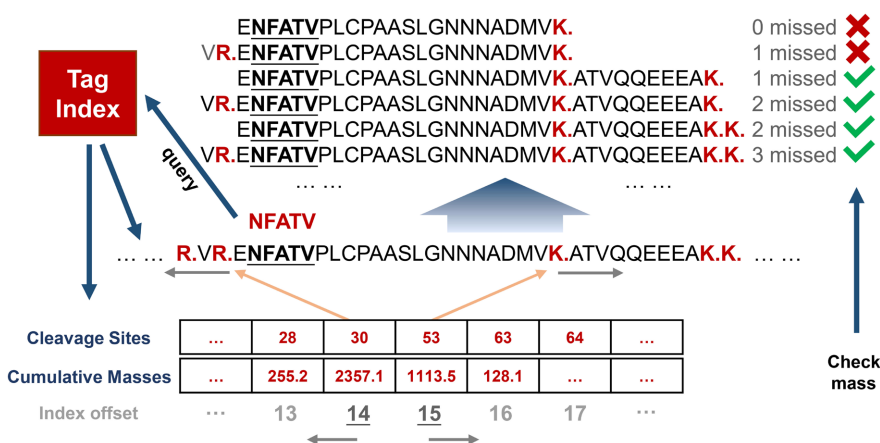 ENFATVPLCPAASLGNNNADMVK. 0 missed
VR.ENFATVPLCPAASLGNNNADMVK. 1 missed
ENFATVPLCPAASLGNNNADMVK.ATVQQEEEAK. 1 missed
VR.ENFATVPLCPAASLGNNNADMVK.ATVQQEEEAK. 2 missed
ENFATVPLCPAASLGNNNADMVK.ATVQQEEEAK.K. 2 missed
VR.ENFATVPLCPAASLGNNNADMVK.ATVQQEEEAK.K. 3 missed
... ... ... ...
Tag
Index
query
NFATV
... ... R.VR.ENFATVPLCPAASLGNNNADMVK.ATVQQEEEAK.K. ... ...
Cleavage Sites ... 28 30 53 63 64 ...
Cumulative Masses ... 255.2 2357.1 1113.5 128.1 ... ...
Index offset ... 13 14 15 16 17 ...
Check
mass